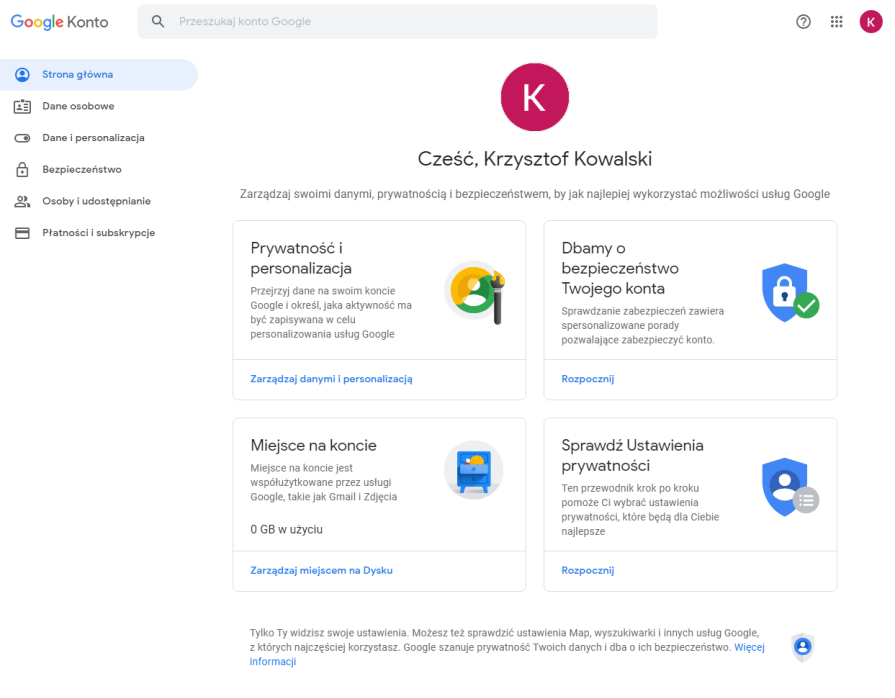 Google Konto
Przeszukaj konto Google
K
Strona główna
Dane osobowe
Dane i personalizacja
Bezpieczeństwo
Osoby i udostępnianie
Płatności i subskrypcje
K
Cześć, Krzysztof Kowalski
Zarządzaj swoimi danymi, prywatnością i bezpieczeństwem, by jak najlepiej wykorzystać możliwości usług Google
Prywatność i
personalizacja
Przejrzyj dane na swoim koncie
Google i określ, jaka aktywność ma
być zapisywana w celu
personalizowania usług Google
Zarządzaj danymi i personalizacją
Dbamy o
bezpieczeństwo
Twojego konta
Sprawdzanie zabezpieczeń zawiera
spersonalizowane porady
pozwalające zabezpieczyć konto.
Rozpocznij
Miejsce na koncie
Miejsce na koncie jest
współużytkowane przez usługi
Google, takie jak Gmail i Zdjęcia
0 GB w użyciu
Zarządzaj miejscem na Dysku
Sprawdź Ustawienia
prywatności
Ten przewodnik krok po kroku
pomoże Ci wybrać ustawienia
prywatności, które będą dla Ciebie
najlepsze
Rozpocznij
Tylko Ty widzisz swoje ustawienia. Możesz też sprawdzić ustawienia Map, wyszukiwarki i innych usług Google,
z których najczęściej korzystasz. Google szanuje prywatność Twoich danych i dba o ich bezpieczeństwo. Więcej
informacji